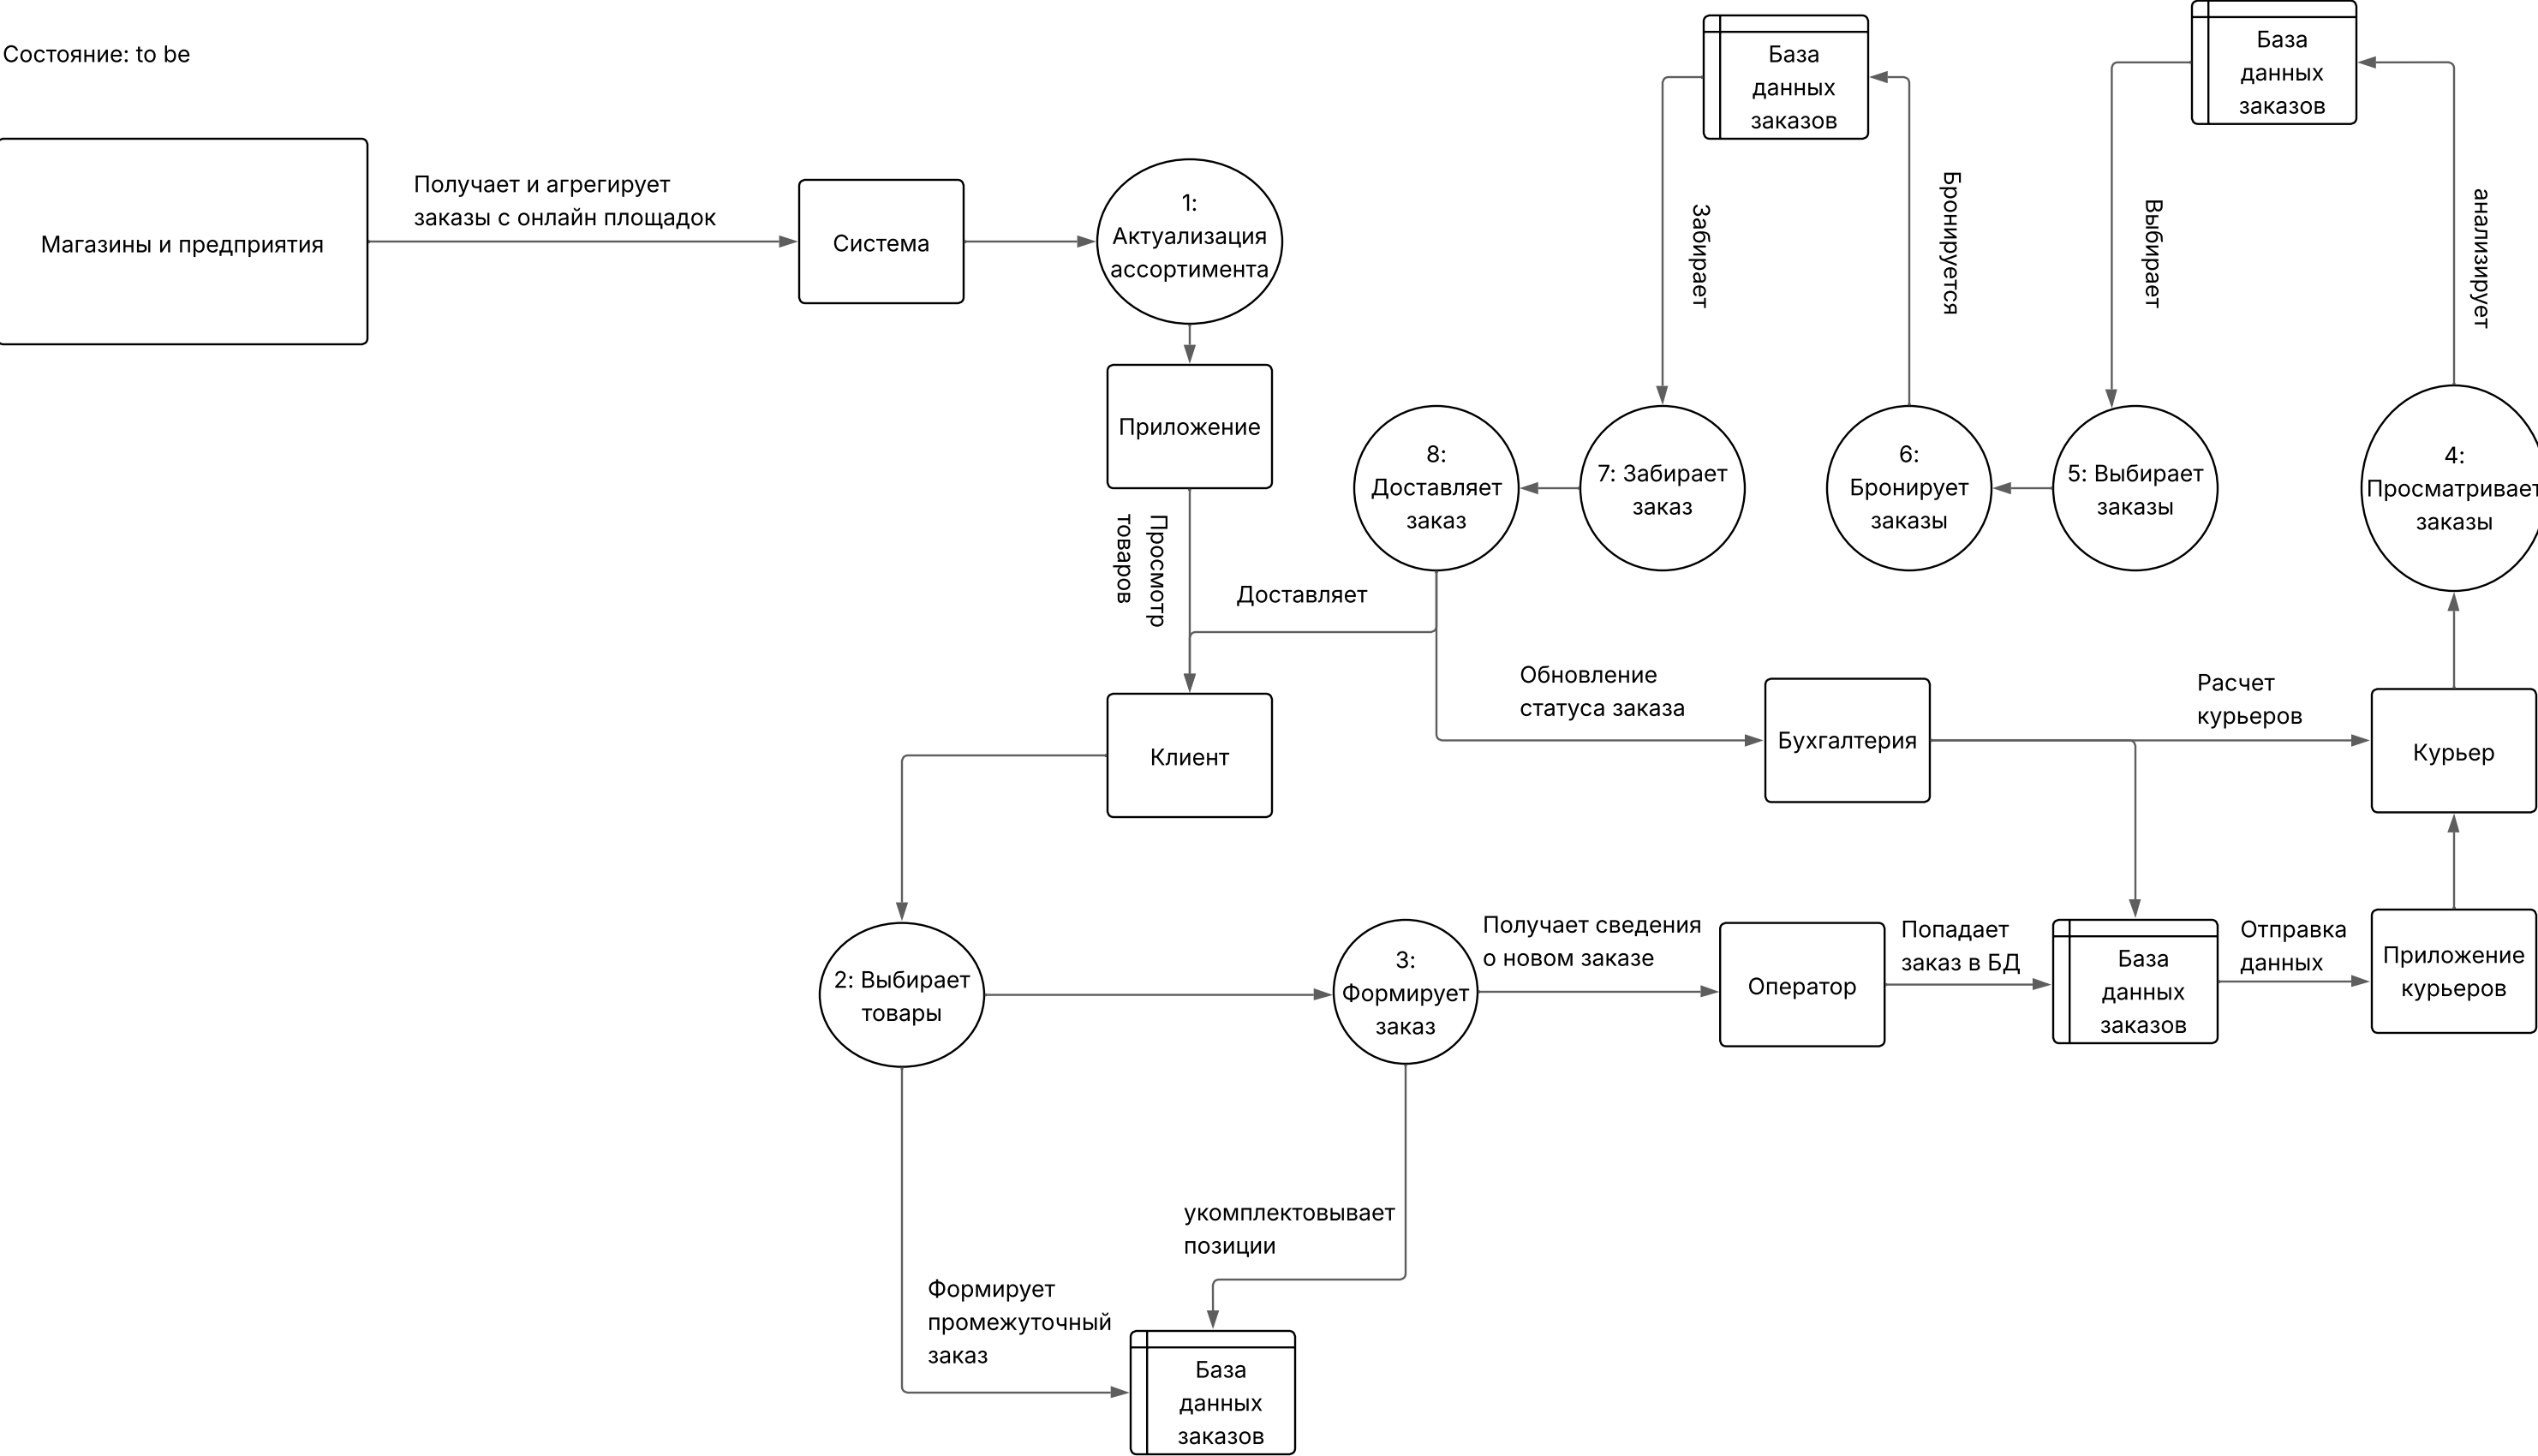 Состояние: to be
База
данных
заказов
База
данных
заказов
Магазины и предприятия
Получает и агрегирует
заказы с онлайн площадок
Система
1:
Актуализация
ассортимента
Забирает
Бронируется
Выбирает
анализирует
Приложение
8:
Доставляет
заказ
7: Забирает
заказ
6:
Бронирует
заказы
5: Выбирает
заказы
4:
Просматривает
заказы
Просмотр
товаров
Доставляет
Обновление
статуса заказа
Бухгалтерия
Расчет
курьеров
Курьер
Клиент
2: Выбирает
товары
3:
Формирует
заказ
Получает сведения
о новом заказе
Оператор
Попадает
заказ в БД
База
данных
заказов
Отправка
данных
Приложение
курьеров
укомплектовывает
позиции
Формирует
промежуточный
заказ
База
данных
заказов